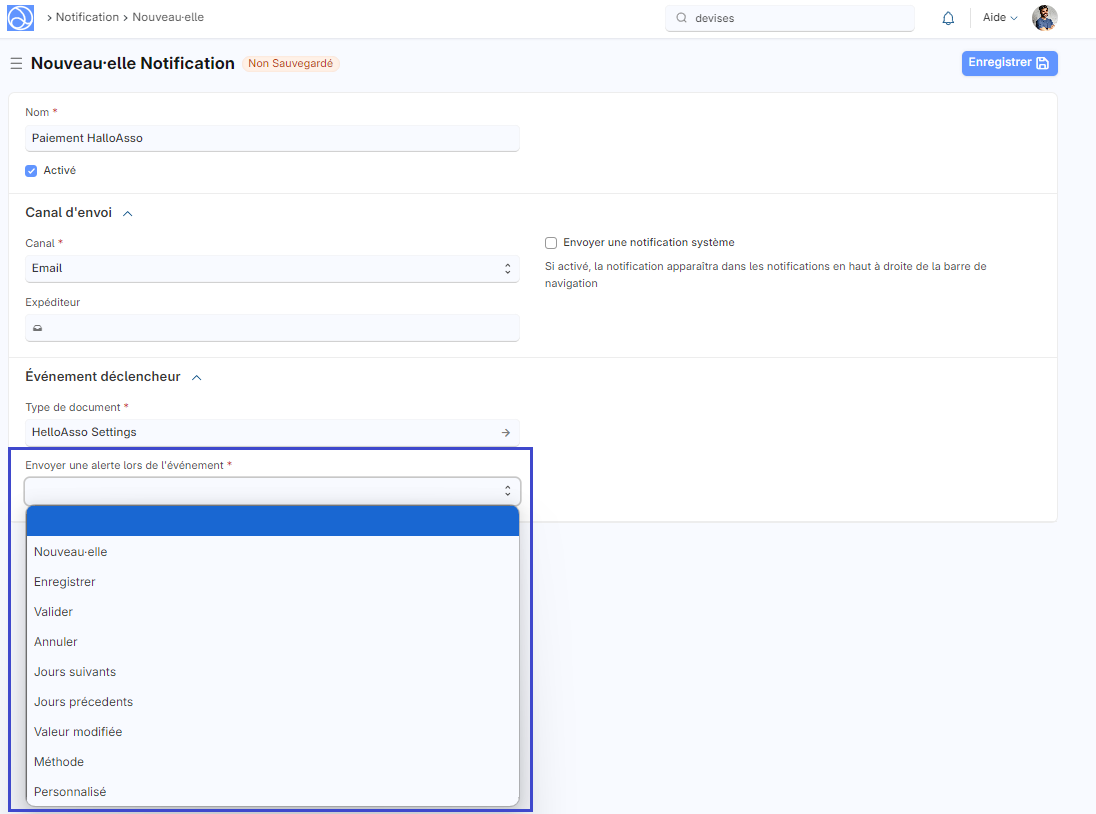 Notification Nouveau·elle
devises
Aide
Nouveau·elle Notification
Non Sauvegardé
Enregistrer
Nom *
Paiement HalloAsso
Activé
Canal d'envoi
Canal *
Email
Expéditeur
Envoyer une notification système
Si activé, la notification apparaîtra dans les notifications en haut à droite de la barre de
navigation
Événement déclencheur
Type de document *
HelloAsso Settings
Envoyer une alerte lors de l'événement *
Nouveau·elle
Enregistrer
Valider
Annuler
Jours suivants
Jours précedents
Valeur modifiée
Méthode
Personnalisé